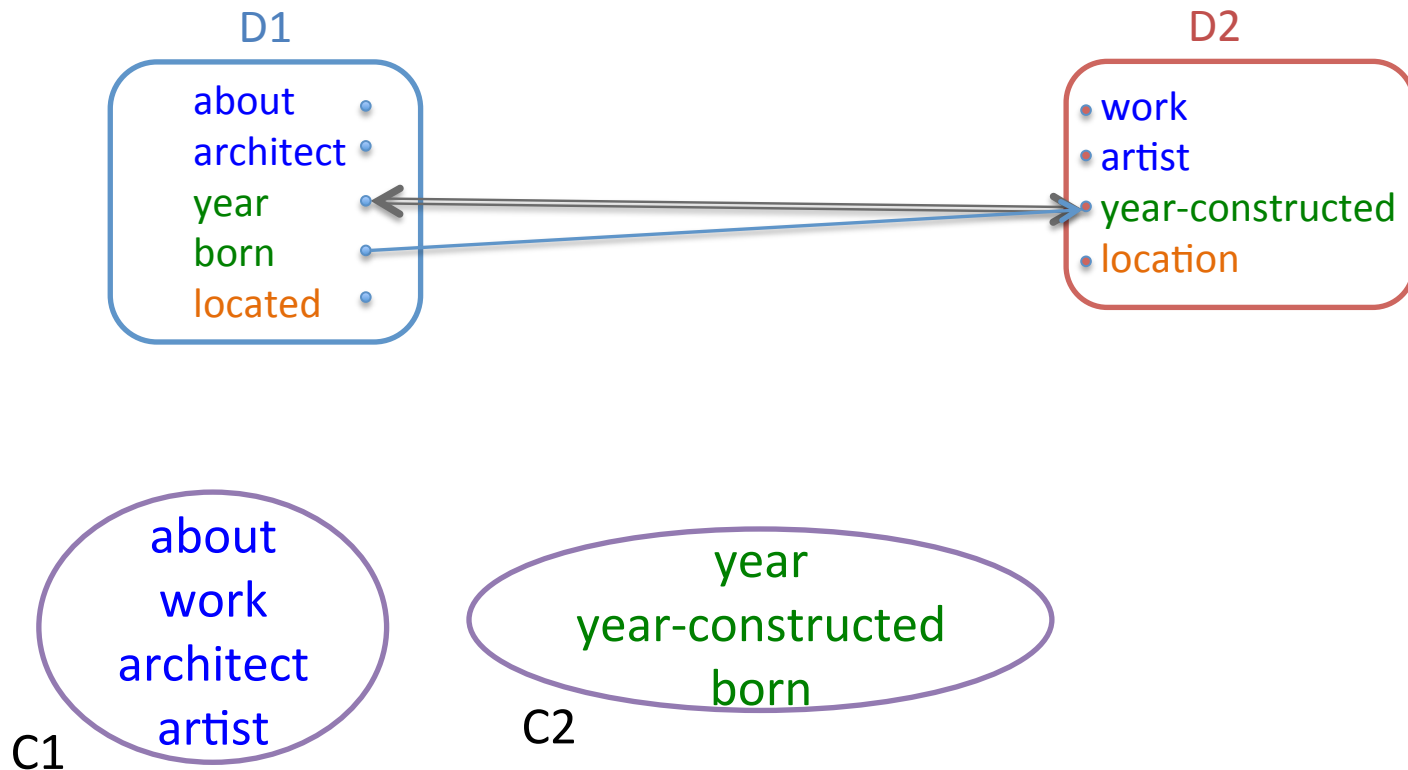 D1
about
architect
year
born
located
D2
work
artist
year-constructed
location
about
work
architect
artist
C1
year
year-constructed
born
C2